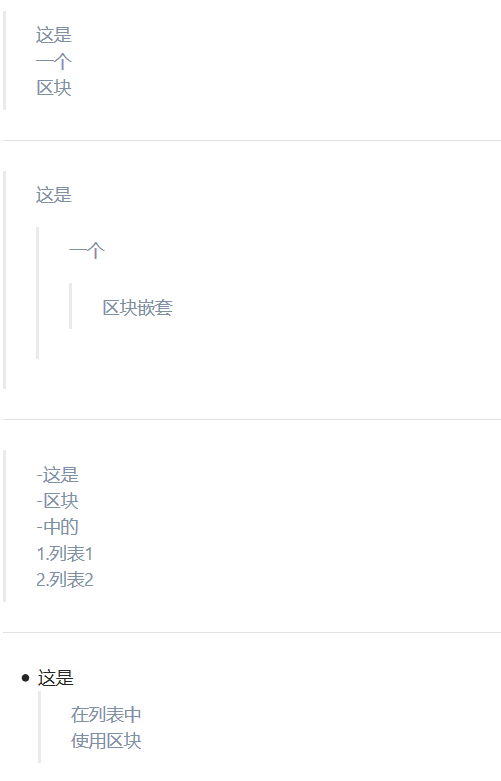 这是
一个
区块
这是
一个
区块嵌套
-这是
-区块
-中的
1.列表1
2.列表2
这是
在列表中
使用区块